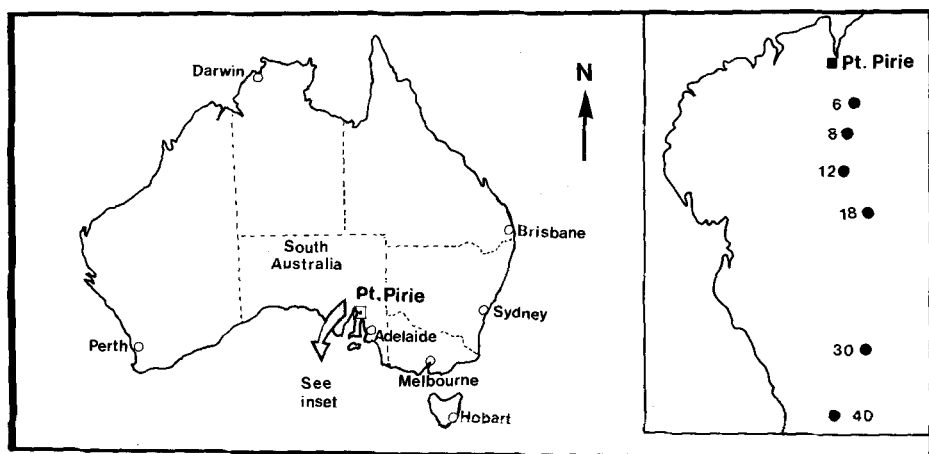 Darwin
N
Brisbane
South
Australia
Pt. Pirie
Sydney
Adelaide
Perth
Melbourne
See
inset
Hobart
Pt. Pirie
6
8
12
18
30
40